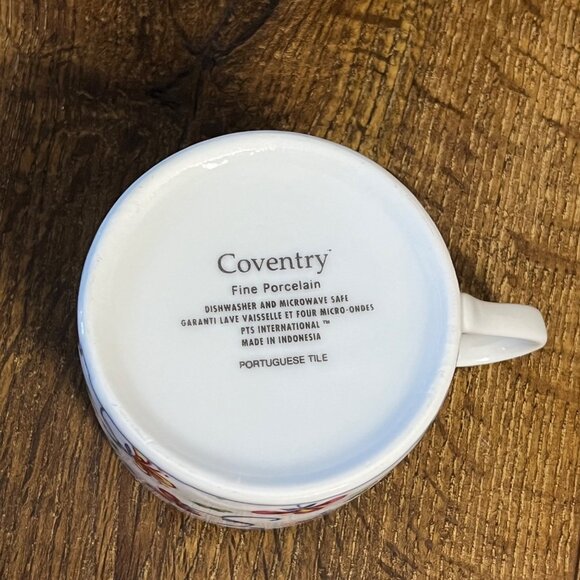 Coventry™
Fine Porcelain
DISHWASHER AND MICROWAVE SAFE
GARANTI LAVE VAISSELLE ET FOUR MICRO-ONDES
PTS INTERNATIONAL ™
MADE IN INDONESIA
PORTUGUESE TILE